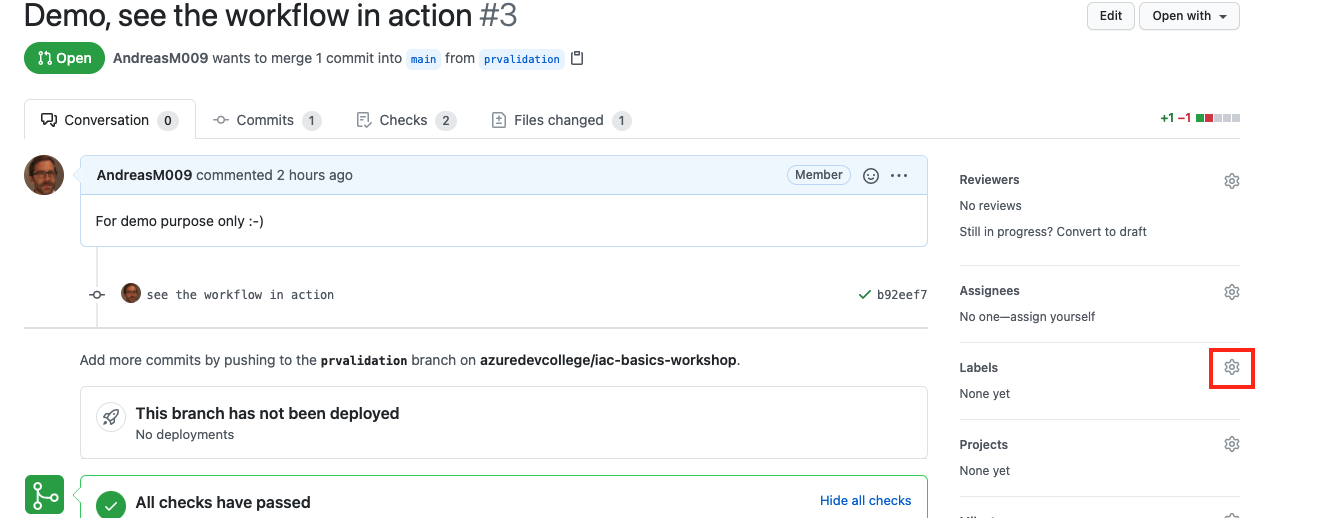 Demo, see the workflow in action #3
Edit
Open with
Open
AndreasM009 wants to merge 1 commit into main from prvalidation
Conversation 0
Commits 1
Checks 2
Files changed 1
+1 −1
AndreasM009 commented 2 hours ago
Member
For demo purpose only :-)
see the workflow in action
b92eef7
Add more commits by pushing to the prvalidation branch on azuredevcollege/iac-basics-workshop.
This branch has not been deployed
No deployments
All checks have passed
Hide all checks
Reviewers
No reviews
Still in progress? Convert to draft
Assignees
No one—assign yourself
Labels
None yet
Projects
None yet